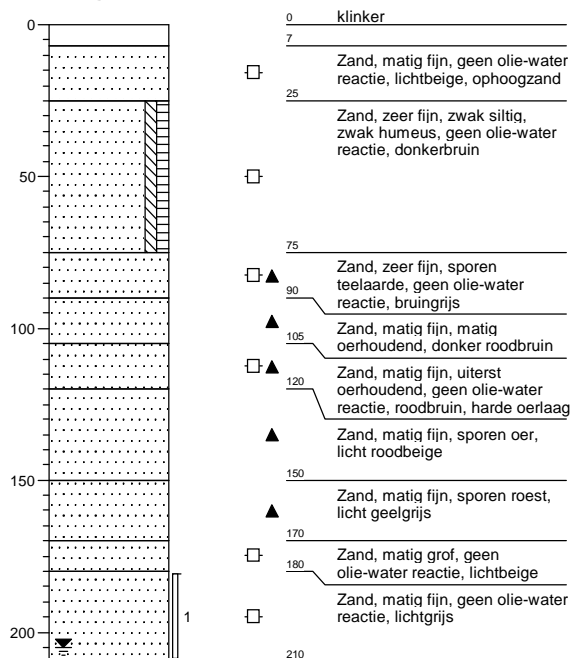 0
klinker
7
Zand, matig fijn, geen olie-water
reactie, lichtbeige, ophoogzand
25
Zand, zeer fijn, zwak siltig,
zwak humeus, geen olie-water
reactie, donkerbruin
75
Zand, zeer fijn, sporen
teelaarde, geen olie-water
reactie, bruingrijs
90
Zand, matig fijn, matig
oerhoudend, donker roodbruin
105
Zand, matig fijn, uiterst
oerhoudend, geen olie-water
reactie, roodbruin, harde oerlaag
120
Zand, matig fijn, sporen oer,
licht roodbeige
150
Zand, matig fijn, sporen roest,
licht geelgrijs
170
Zand, matig grof, geen
olie-water reactie, lichtbeige
180
Zand, matig fijn, geen olie-water
reactie, lichtgrijs
210
0
50
100
150
200
1